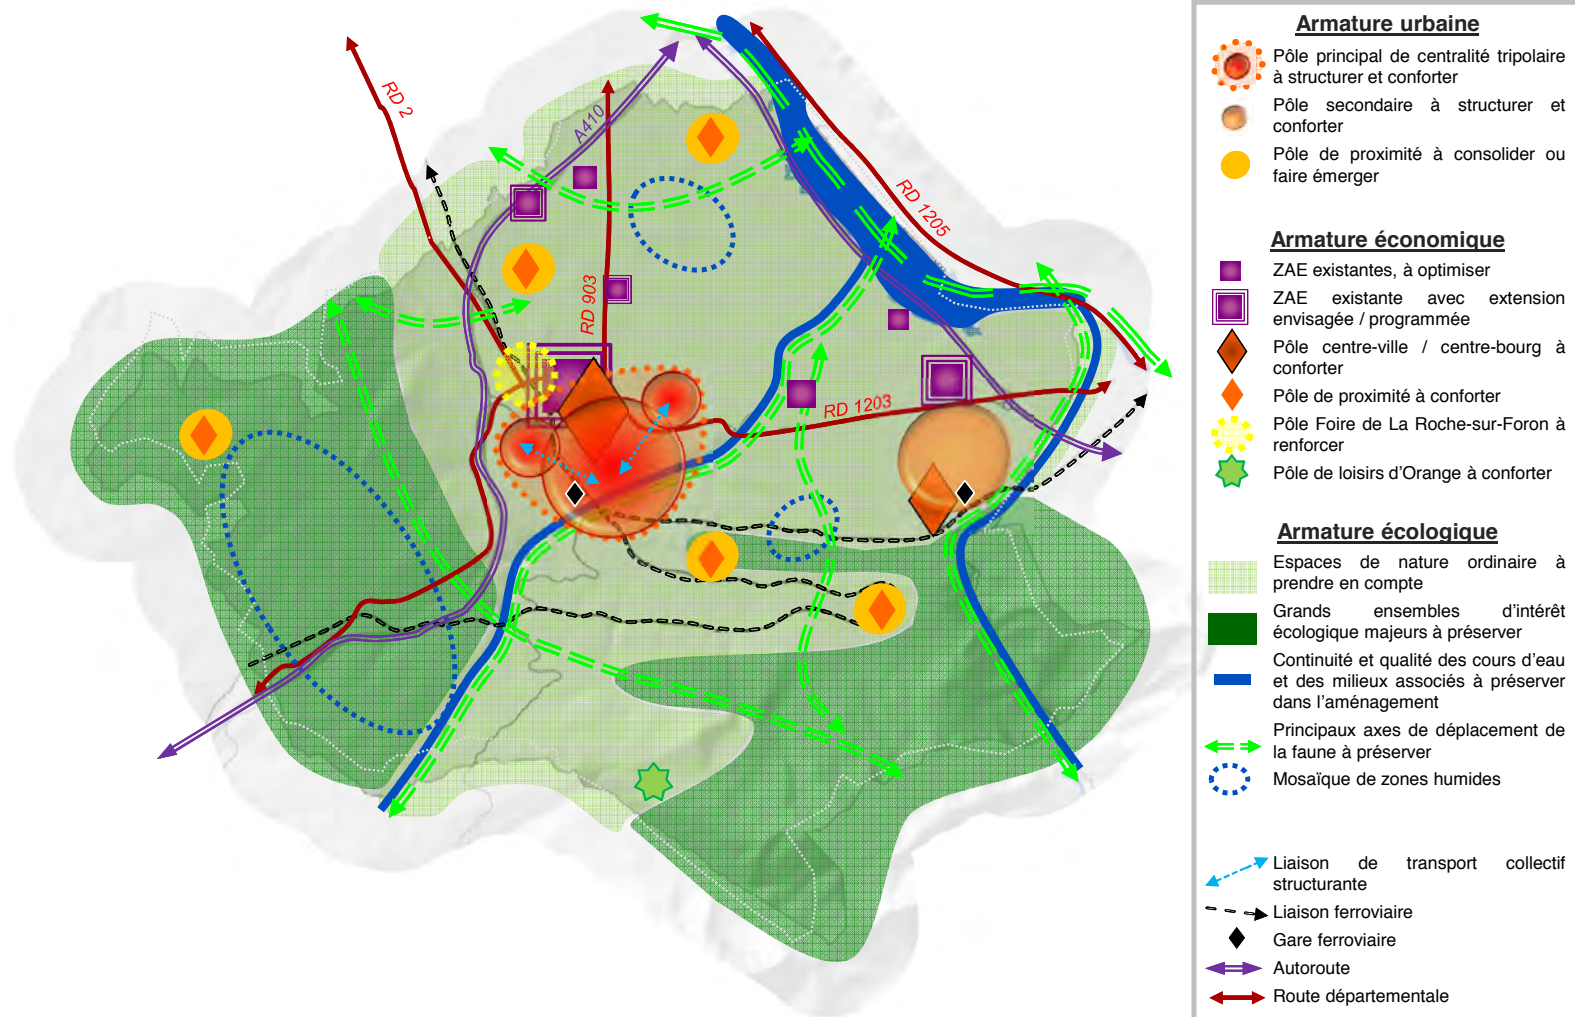 RD 2
A410
RD 903
RD 1205
RD 1203
Armature urbaine
Pôle principal de centralité tripolaire
à structurer et conforter
Pôle secondaire à structurer et
conforter
Pôle de proximité à consolider ou
faire émerger
Armature économique
ZAE existantes, à optimiser
ZAE existante avec extension
envisagée / programmée
Pôle centre-ville / centre-bourg à
conforter
Pôle de proximité à conforter
Pôle Foire de La Roche-sur-Foron à
renforcer
Pôle de loisirs d'Orange à conforter
Armature écologique
Espaces de nature ordinaire à
prendre en compte
Grands ensembles d'intérêt
écologique majeurs à préserver
Continuité et qualité des cours d'eau
et des milieux associés à préserver
dans l'aménagement
Principaux axes de déplacement de
la faune à préserver
Mosaïque de zones humides
Liaison de transport collectif
structurante
Liaison ferroviaire
Gare ferroviaire
Autoroute
Route départementale